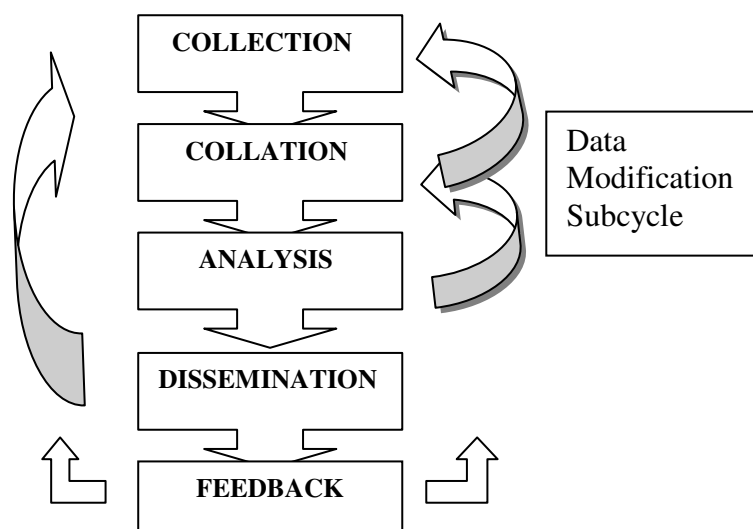 COLLECTION
COLLATION
Data
Modification
Subcycle
ANALYSIS
DISSEMINATION
FEEDBACK